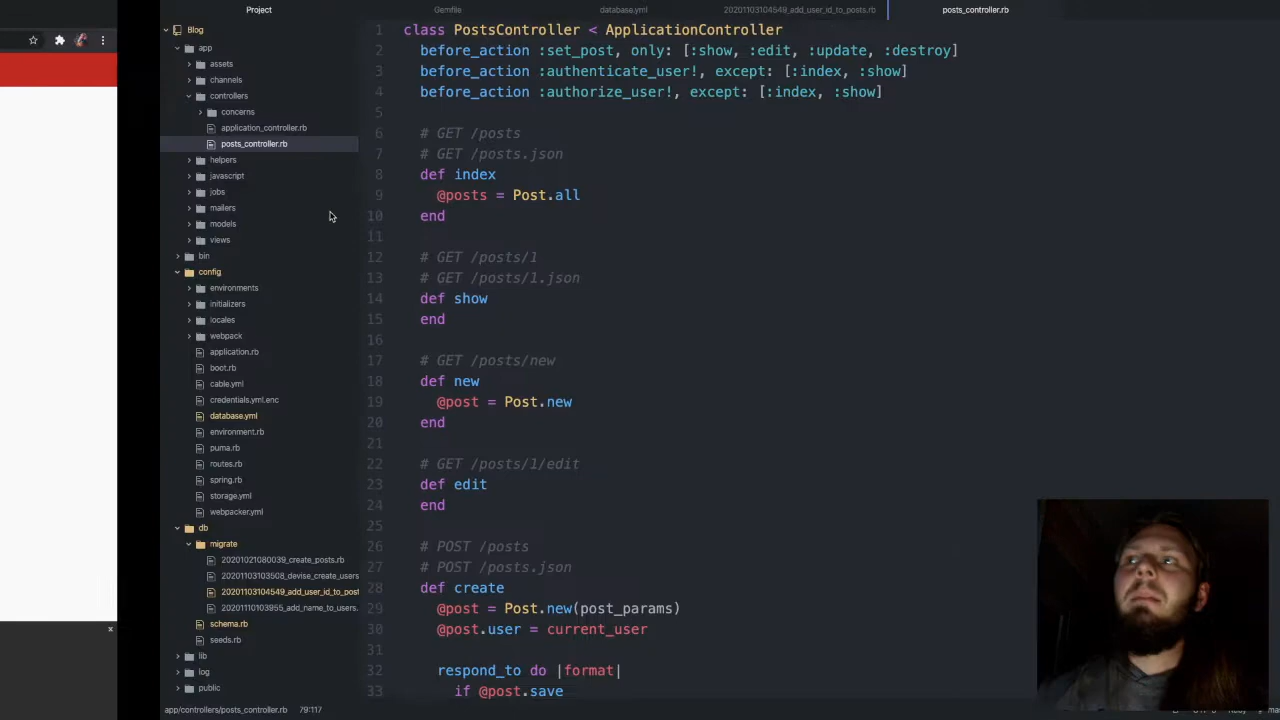 Project
Gemfile
database.yml
20201103104549_add_user_id_to_posts.rb
posts_controller.rb
Blog
app
assets
channels
controllers
concerns
application_controller.rb
posts_controller.rb
helpers
javascript
jobs
mailers
models
views
bin
config
environments
initializers
locales
webpack
application.rb
boot.rb
cable.yml
credentials.yml.enc
database.yml
environment.rb
puma.rb
routes.rb
spring.rb
storage.yml
webpacker.yml
db
migrate
20201021080039_create_posts.rb
20201103103508_devise_create_users
20201103104549_add_user_id_to_post
20201110103955_add_name_to_users.
schema.rb
seeds.rb
lib
log
public
1 class PostsController < ApplicationController
2 before_action :set_post, only: [:show, :edit, :update, :destroy]
3 before_action :authenticate_user!, except: [:index, :show]
4 before_action :authorize_user!, except: [:index, :show]
5
6 # GET /posts
7 # GET /posts.json
8 def index
9 @posts = Post.all
10 end
11
12 # GET /posts/1
13 # GET /posts/1.json
14 def show
15 end
16
17 # GET /posts/new
18 def new
19 @post = Post.new
20 end
21
22 # GET /posts/1/edit
23 def edit
24 end
25
26 # POST /posts
27 # POST /posts.json
28 def create
29 @post = Post.new(post_params)
30 @post.user = current_user
31
32 respond_to do |format|
33 if @post.save
app/controllers/posts_controller.rb 79:117